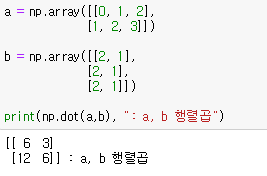 a = np.array([[0, 1, 2],
              [1, 2, 3]])
b = np.array([[2, 1],
              [2, 1],
              [2, 1]])
print(np.dot(a,b), ": a, b 행렬곱")
[[ 6  3]
 [12  6]] : a, b 행렬곱